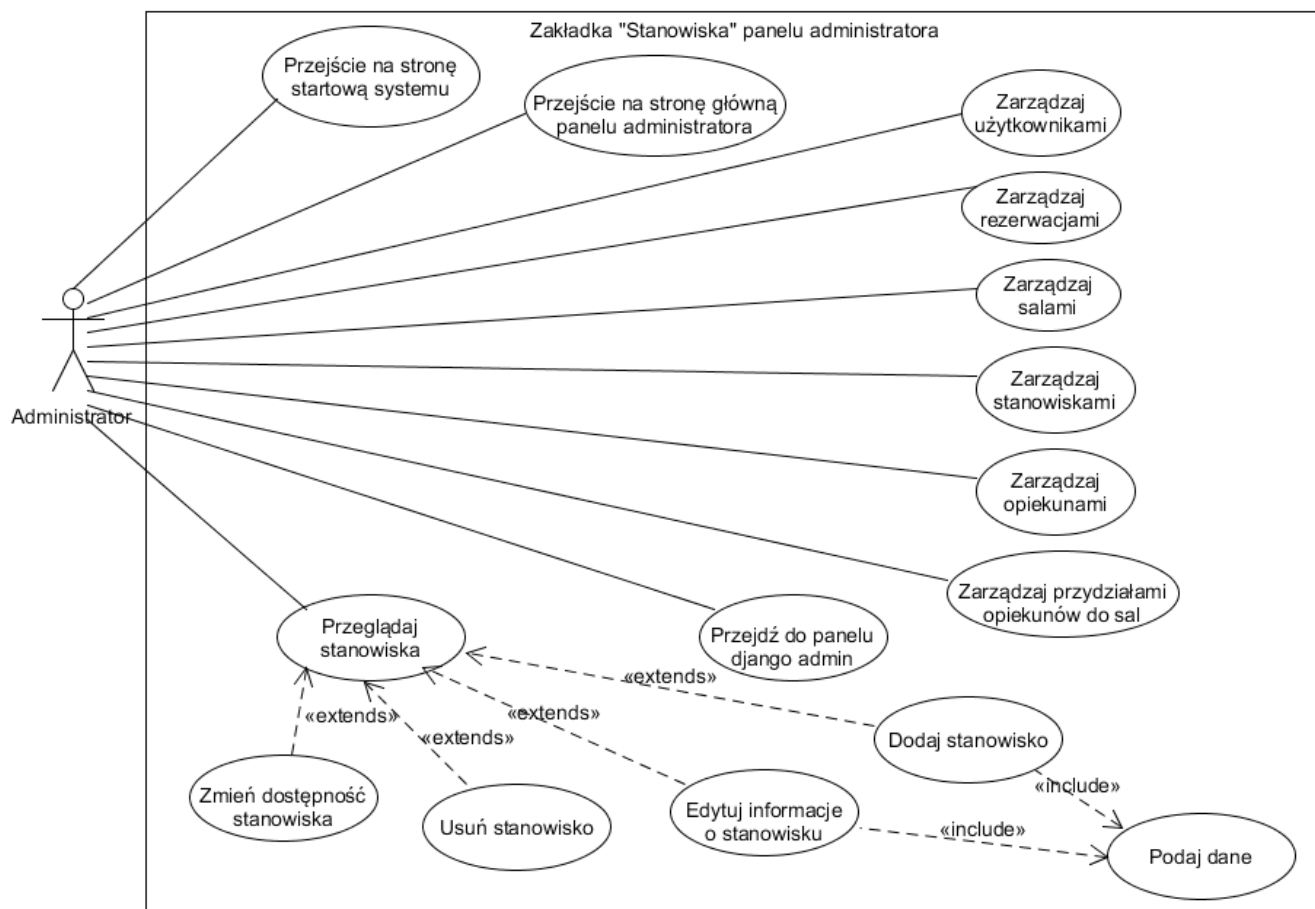 Zakładka "Stanowiska" panelu administratora
Przejście na stronę
startową systemu
Przejście na stronę główną
panelu administratora
Zarządzaj
użytkownikami
Zarządzaj
rezerwacjami
Zarządzaj
salami
Zarządzaj
stanowiskami
Administrator
Zarządzaj
opiekunami
Zarządzaj przydziałami
opiekunów do sal
Przeglądaj
stanowiska
Przejdź do panelu
django admin
«extends»
«extends»
«extends»
«extends»
Dodaj stanowisko
Zmień dostępność
stanowiska
Usuń stanowisko
Edytuj informacje
o stanowisku
«include»
«include»
Podaj dane